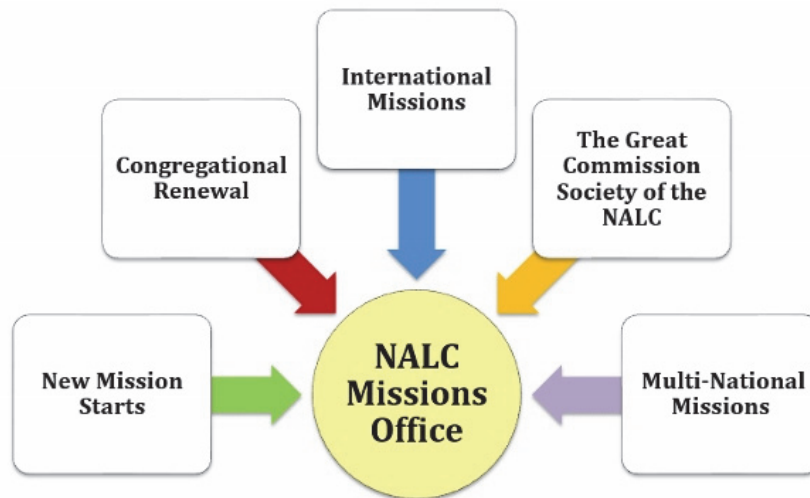 International
Missions
Congregational
Renewal
The Great
Commission
Society of the
NALC
New Mission
Starts
NALC
Missions
Office
Multi-National
Missions